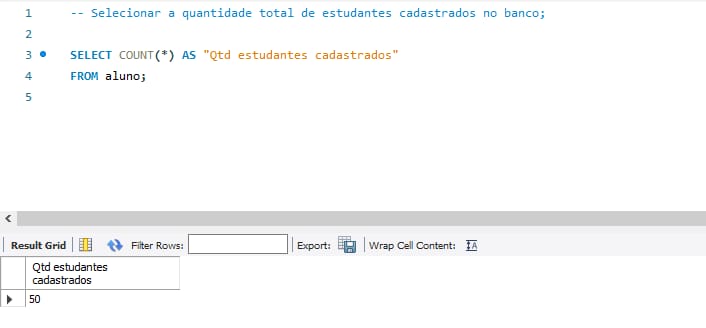 1 -- Selecionar a quantidade total de estudantes cadastrados no banco;
2
3 SELECT COUNT(*) AS "Qtd estudantes cadastrados"
4 FROM aluno;
5
Result Grid Filter Rows: Export: Wrap Cell Content: IA
Qtd estudantes
cadastrados
50